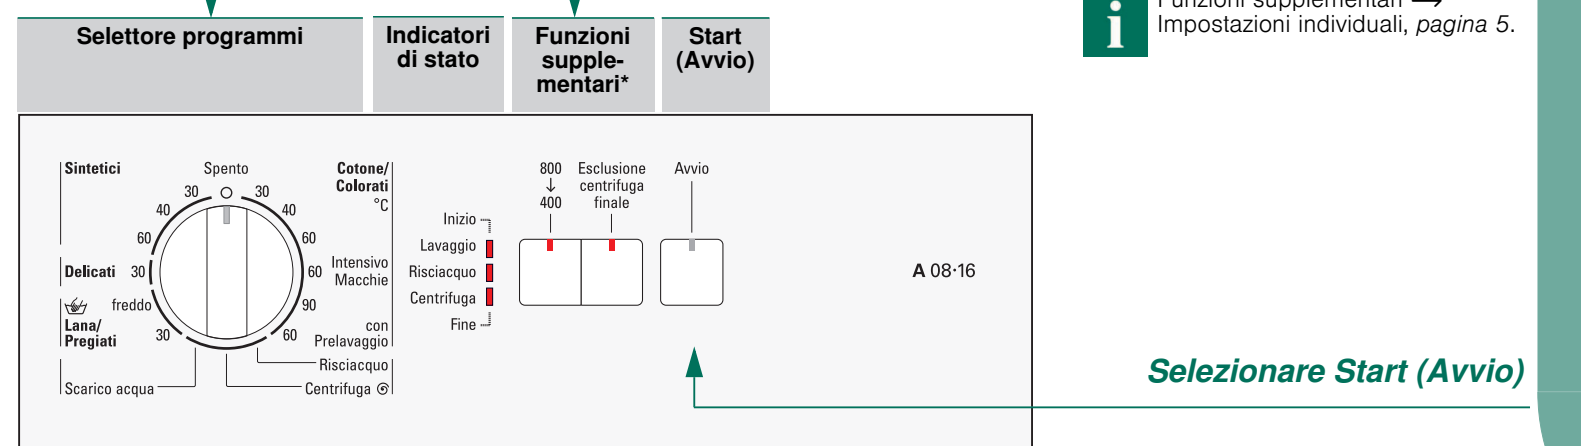 Funzioni supplementari →
Impostazioni individuali, pagina 5.
Selettore programmi
Indicatori
di stato
Funzioni
supple-
mentari*
Start
(Avvio)
Sintetici
Spento
Cotone/
Colorati
°C
30
30
40
40
60
60
Delicati 30
60 Intensivo
Macchie
freddo
90
Lana/
Pregiati
30
60
con
Prelavaggio
Risciacquo
Scarico acqua
Centrifuga
Inizio
Lavaggio
Risciacquo
Centrifuga
Fine
800
↓
400
Esclusione
centrifuga
finale
Avvio
A 08·16
Selezionare Start (Avvio)